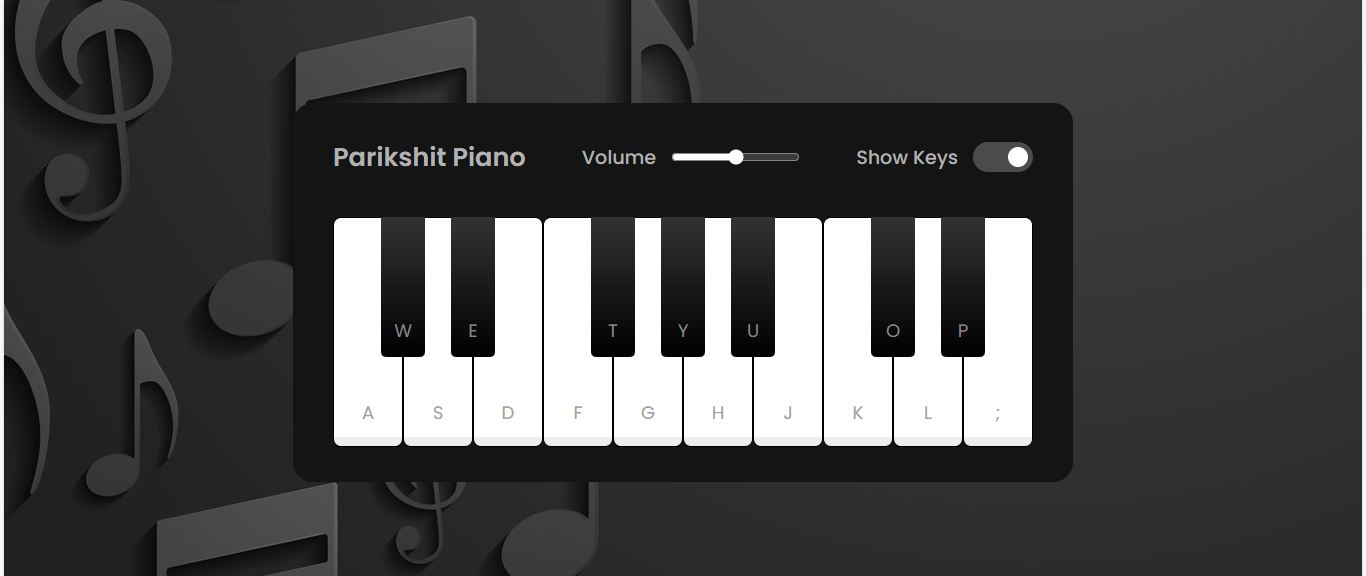 Parikshit Piano Volume Show Keys
W E T Y U O P
A S D F G H J K L ;